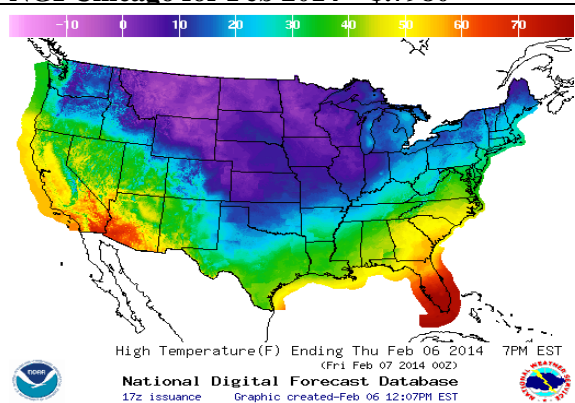 -10 0 10 20 30 40 50 60 70
High Temperature(F) Ending Thu Feb 06 2014 7PM EST
(Fri Feb 07 2014 00Z)
National Digital Forecast Database
17z issuance Graphic created-Feb 06 12:07PM EST
NOAA